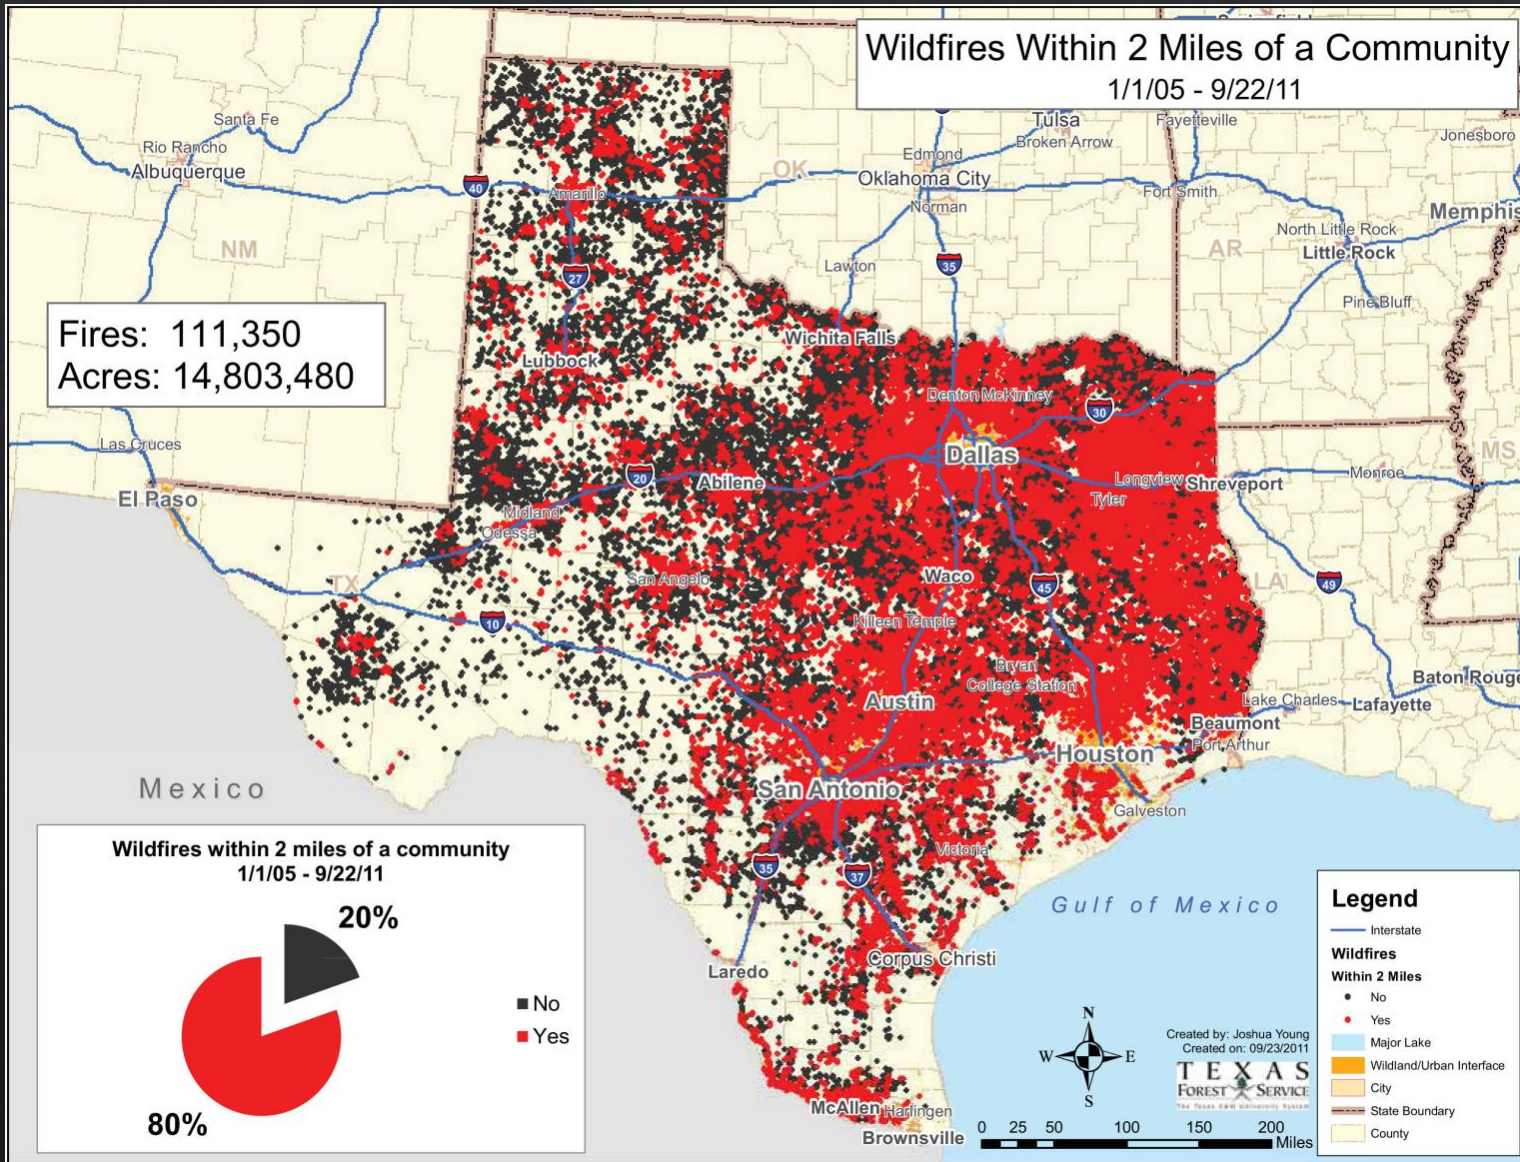 Wildfires Within 2 Miles of a Community
1/1/05 - 9/22/11
Santa Fe
Rio Rancho
Albuquerque
40
Amarillo
NM
27
OK
Tulsa
Broken Arrow
Fayetteville
Jonesboro
Edmond
Oklahoma City
Norman
Fort Smith
Memphis
North Little Rock
Little Rock
AR
Lawton
35
Pine Bluff
Fires: 111,350
Acres: 14,803,480
Lubbock
Wichita Falls
Denton McKinney
30
Las Cruces
El Paso
20
Abilene
Dallas
Longview
Tyler
Shreveport
Monroe
MS
Midland
Odessa
TX
San Angelo
Waco
45
LA
49
10
Killeen Temple
Bryan
College Station
Austin
Baton Rouge
Lake Charles
Lafayette
Beaumont
Port Arthur
Houston
Mexico
San Antonio
Galveston
Victoria
35
37
Gulf of Mexico
Corpus Christi
Laredo
McAllen
Harlingen
Brownsville
Wildfires within 2 miles of a community
1/1/05 - 9/22/11
20%
80%
No
Yes
N
W E
S
Created by: Joshua Young
Created on: 09/23/2011
TEXAS
FOREST SERVICE
The Texas A&M University System
0 25 50 100 150 200
Miles
Legend
Interstate
Wildfires
Within 2 Miles
No
Yes
Major Lake
Wildland/Urban Interface
City
State Boundary
County